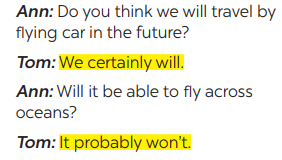 Ann: Do you think we will travel by
flying car in the future?
Tom: We certainly will.
Ann: Will it be able to fly across
oceans?
Tom: It probably won't.